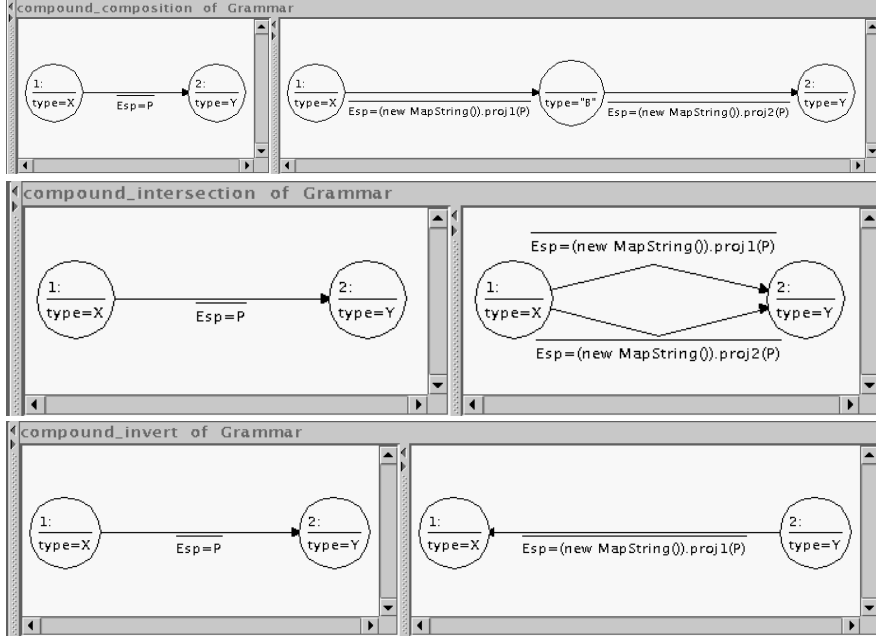 compound_composition of Grammar
1:
type=X
Esp=P
2:
type=Y
1:
type=X
Esp=(new MapString()).proj1(P)
type="B"
Esp=(new MapString()).proj2(P)
2:
type=Y
compound_intersection of Grammar
1:
type=X
Esp=P
2:
type=Y
Esp=(new MapString()).proj1(P)
1:
type=X
2:
type=Y
Esp=(new MapString()).proj2(P)
compound_invert of Grammar
1:
type=X
Esp=P
2:
type=Y
1:
type=X
Esp=(new MapString()).proj1(P)
2:
type=Y